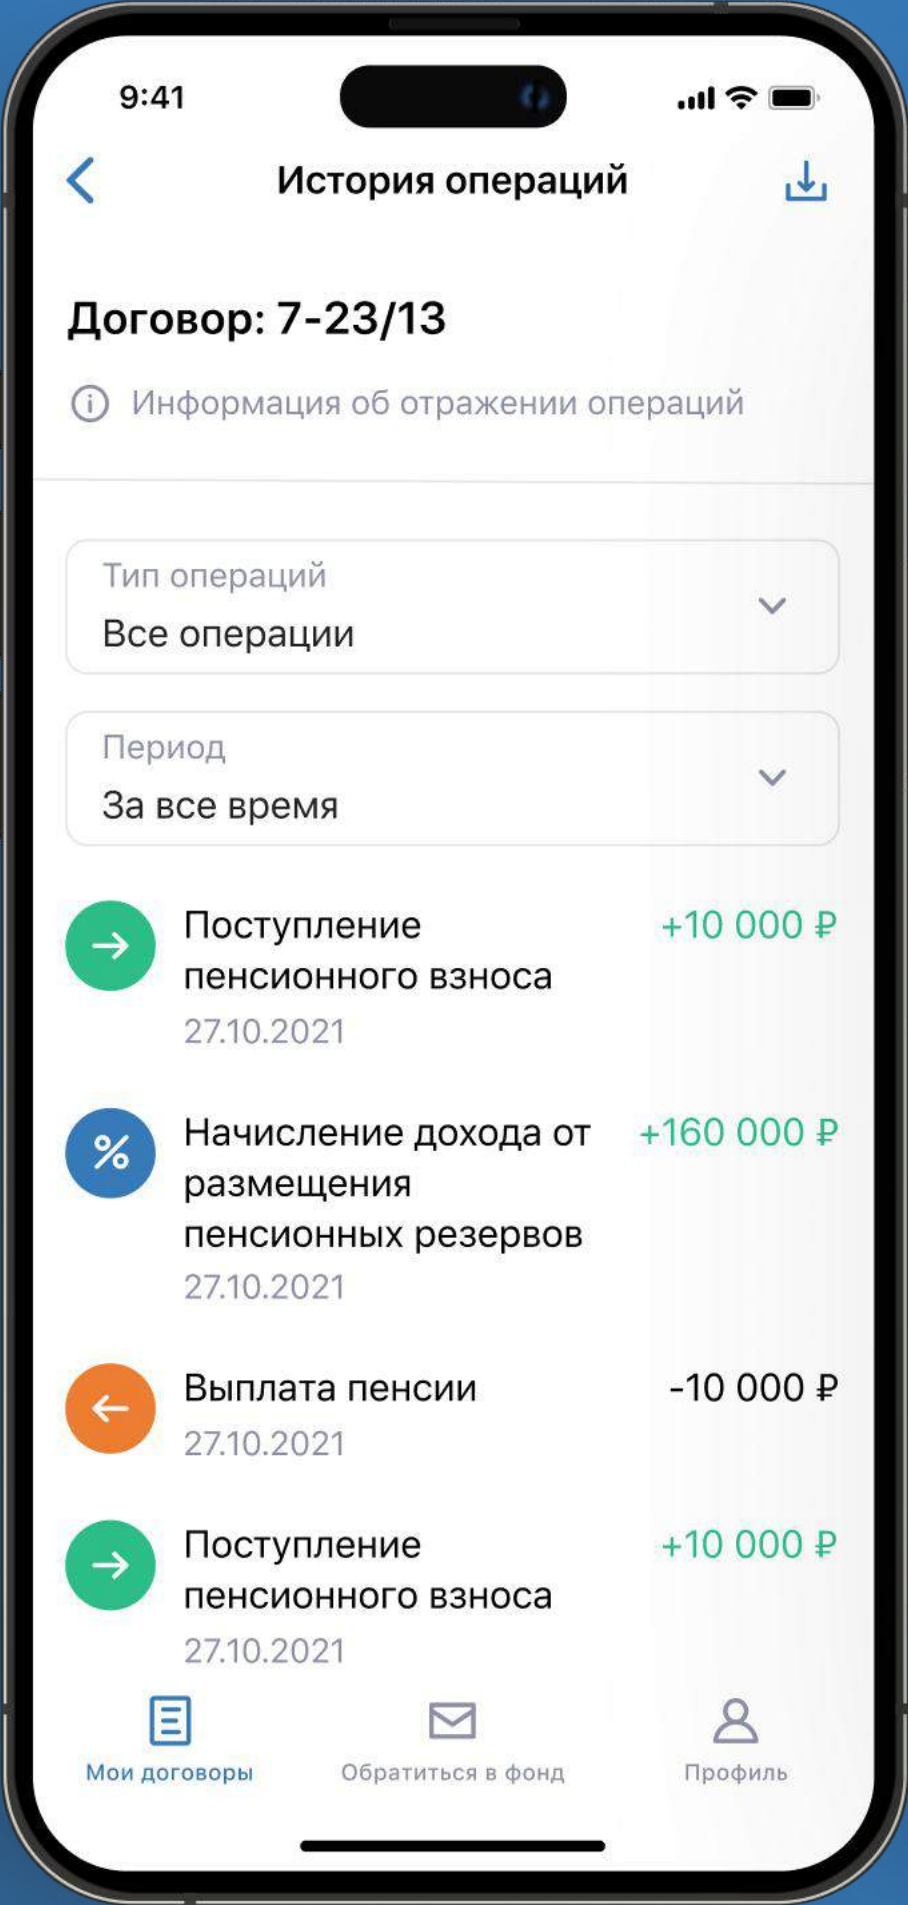 9:41
История операций
Договор: 7-23/13
Информация об отражении операций
Тип операций
Все операции
Период
За все время
Поступление +10 000 ₽
пенсионного взноса
27.10.2021
Начисление дохода от +160 000 ₽
размещения
пенсионных резервов
27.10.2021
Выплата пенсии -10 000 ₽
27.10.2021
Поступление +10 000 ₽
пенсионного взноса
27.10.2021
Мои договоры Обратиться в фонд Профиль